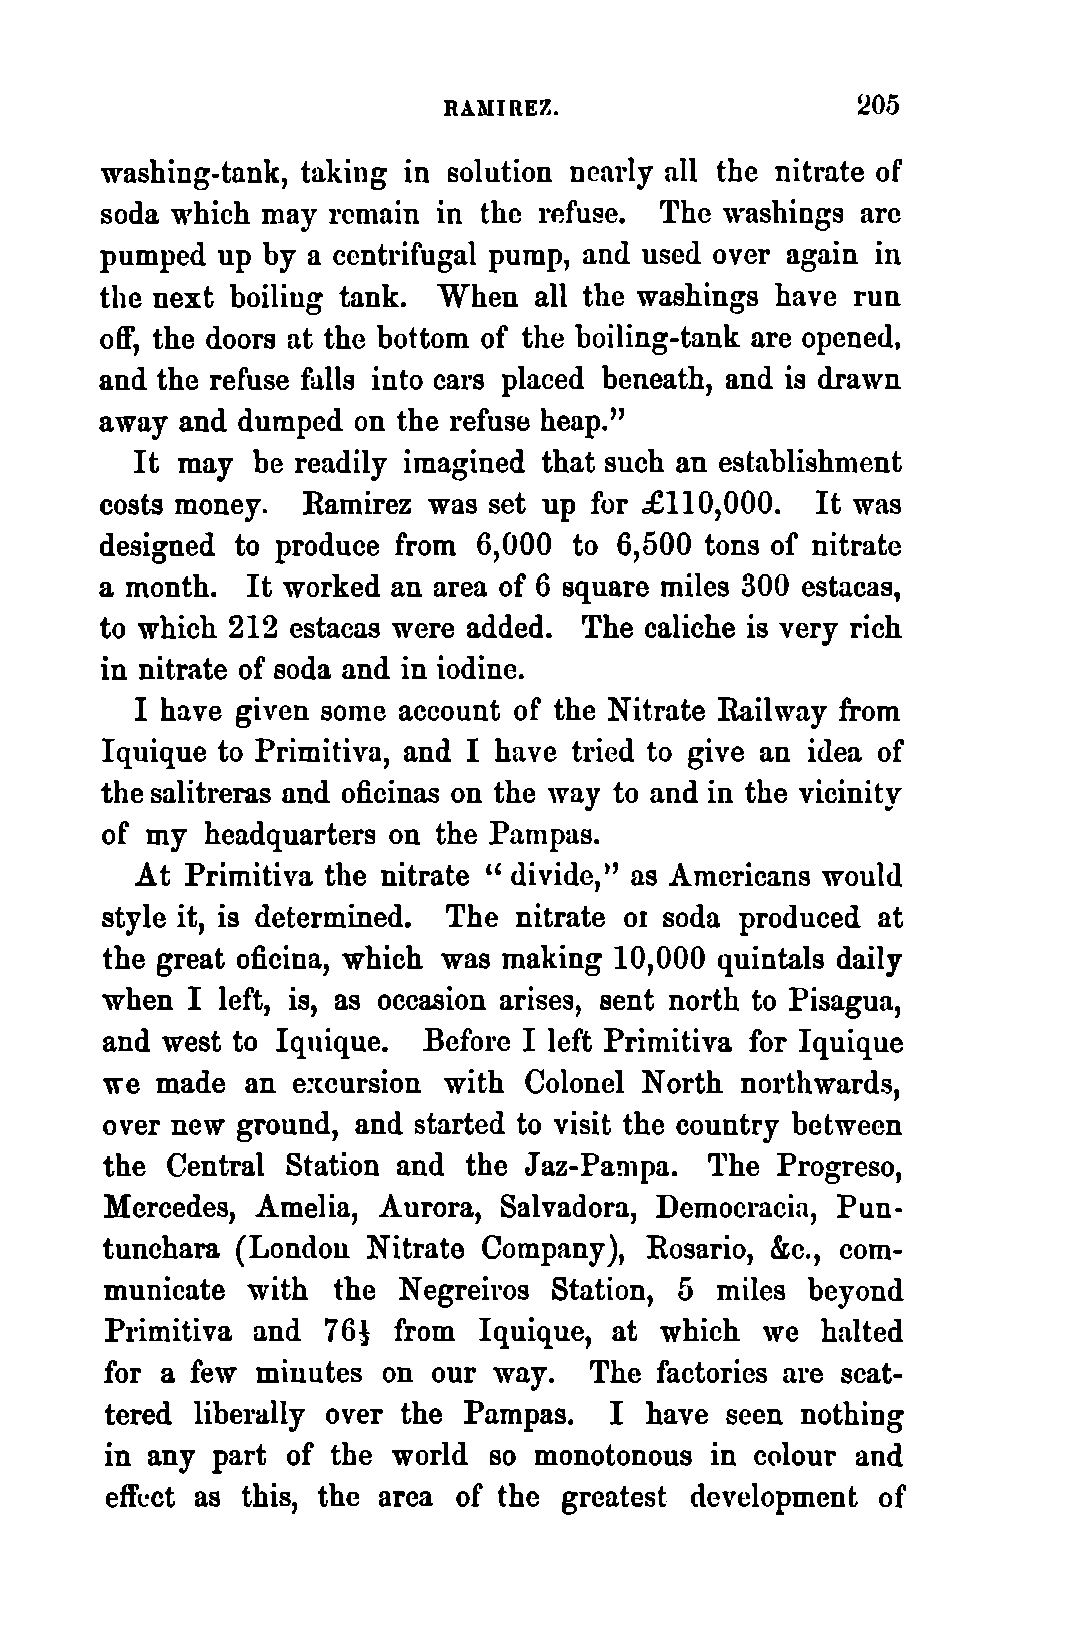 RAMIREZ. 205
washing-tank, taking in solution nearly all the nitrate of
soda which may remain in the refuse. The washings are
pumped up by a centrifugal pump, and used over again in
the next boiling tank. When all the washings have run
off, the doors at the bottom of the boiling-tank are opened,
and the refuse falls into cars placed beneath, and is drawn
away and dumped on the refuse heap."
It may be readily imagined that such an establishment
costs money. Ramirez was set up for £110,000. It was
designed to produce from 6,000 to 6,500 tons of nitrate
a month. It worked an area of 6 square miles 300 estacas,
to which 212 estacas were added. The caliche is very rich
in nitrate of soda and in iodine.
I have given some account of the Nitrate Railway from
Iquique to Primitiva, and I have tried to give an idea of
the salitreras and oficinas on the way to and in the vicinity
of my headquarters on the Pampas.
At Primitiva the nitrate "divide," as Americans would
style it, is determined. The nitrate of soda produced at
the great oficina, which was making 10,000 quintals daily
when I left, is, as occasion arises, sent north to Pisagua,
and west to Iquique. Before I left Primitiva for Iquique
we made an excursion with Colonel North northwards,
over new ground, and started to visit the country between
the Central Station and the Jaz-Pampa. The Progreso,
Mercedes, Amelia, Aurora, Salvadora, Democracia, Pun-
tunchara (London Nitrate Company), Rosario, &c., com-
municate with the Negreiros Station, 5 miles beyond
Primitiva and 76½ from Iquique, at which we halted
for a few minutes on our way. The factories are scat-
tered liberally over the Pampas. I have seen nothing
in any part of the world so monotonous in colour and
effect as this, the area of the greatest development of